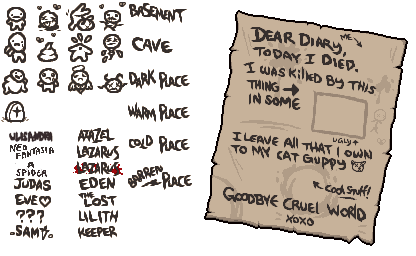 BASEMENT
CAVE
DARK PLACE
WARM PLACE
COLD PLACE
BARREN PLACE
NEO
FANTASIA
A
SPIDER
JUDAS
EVE♡
???
SAM
AZAZEL
LAZARUS
LAZARUS
EDEN
THE
LOST
LILITH
KEEPER
DEAR DIARY,
ME
TODAY I DIED.
I WAS KILLED BY THIS
THING →
IN SOME
UGLY↑
I LEAVE ALL THAT I OWN
TO MY CAT GUPPY
↖ COOL STUFF!
GOODBYE CRUEL WORLD
XOXO